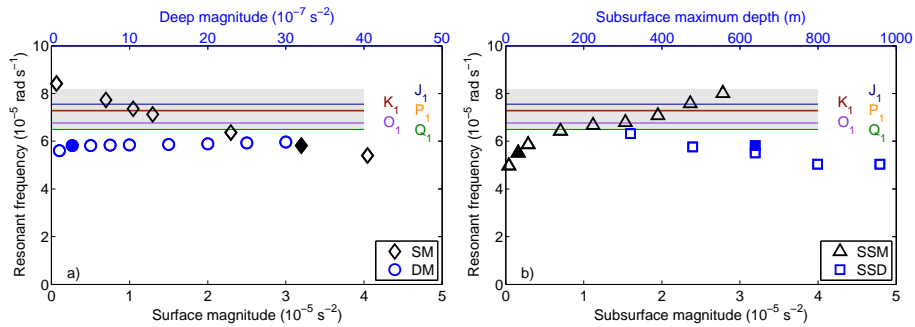 Deep magnitude (10⁻⁷ s⁻²)
0 10 20 30 40 50
10
8
6
4
2
0
Resonant frequency (10⁻⁵ rad s⁻¹)
K₁
O₁
J₁
P₁
Q₁
a)
SM
DM
0 1 2 3 4 5
Surface magnitude (10⁻⁵ s⁻²)
Subsurface maximum depth (m)
0 200 400 600 800 1000
10
8
6
4
2
0
Resonant frequency (10⁻⁵ rad s⁻¹)
K₁
O₁
J₁
P₁
Q₁
b)
SSM
SSD
0 1 2 3 4 5
Subsurface magnitude (10⁻⁵ s⁻²)